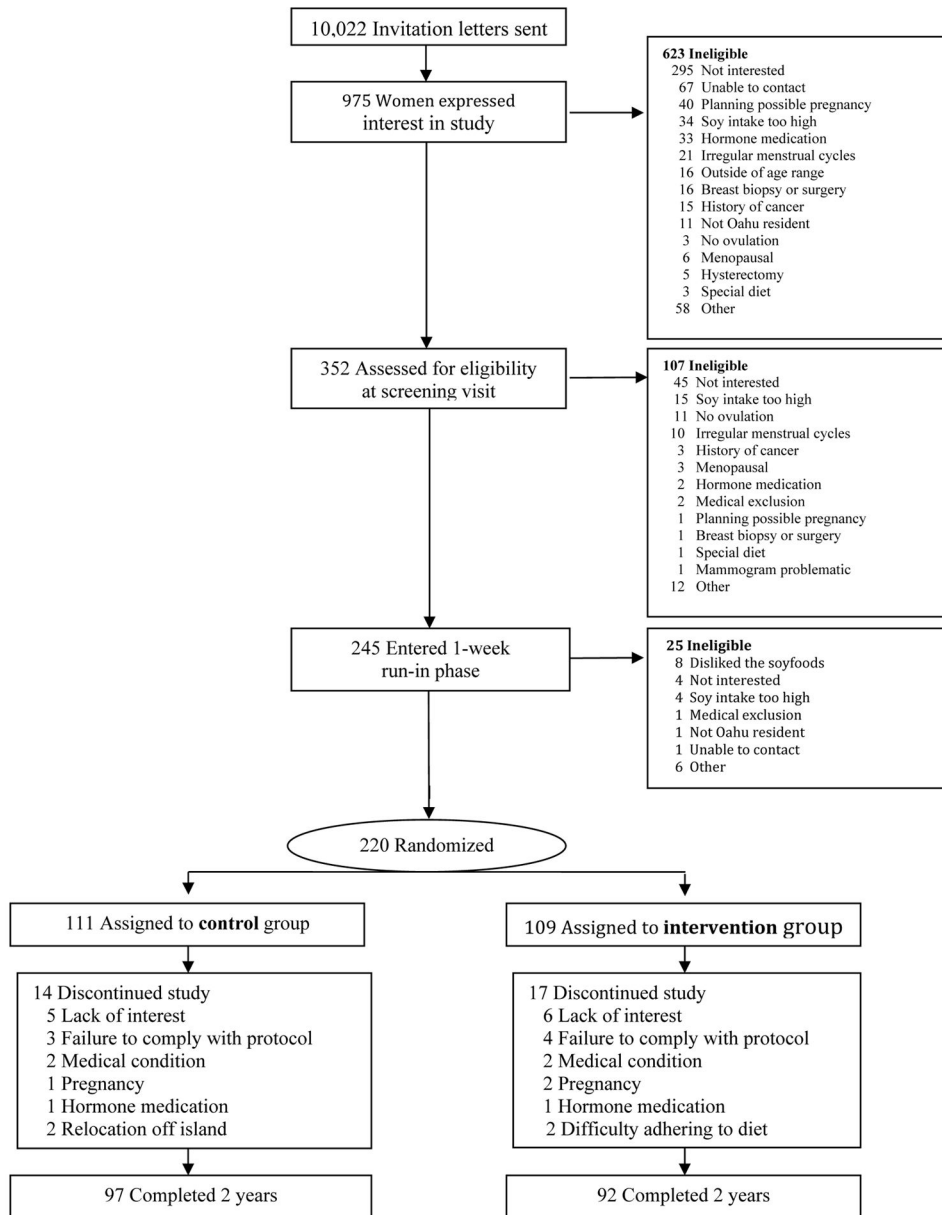 10,022 Invitation letters sent
975 Women expressed
interest in study
623 Ineligible
295 Not interested
67 Unable to contact
40 Planning possible pregnancy
34 Soy intake too high
33 Hormone medication
21 Irregular menstrual cycles
16 Outside of age range
16 Breast biopsy or surgery
15 History of cancer
11 Not Oahu resident
3 No ovulation
6 Menopausal
5 Hysterectomy
3 Special diet
58 Other
352 Assessed for eligibility
at screening visit
107 Ineligible
45 Not interested
15 Soy intake too high
11 No ovulation
10 Irregular menstrual cycles
3 History of cancer
3 Menopausal
2 Hormone medication
2 Medical exclusion
1 Planning possible pregnancy
1 Breast biopsy or surgery
1 Special diet
1 Mammogram problematic
12 Other
245 Entered 1-week
run-in phase
25 Ineligible
8 Disliked the soyfoods
4 Not interested
4 Soy intake too high
1 Medical exclusion
1 Not Oahu resident
1 Unable to contact
6 Other
220 Randomized
111 Assigned to control group
14 Discontinued study
5 Lack of interest
3 Failure to comply with protocol
2 Medical condition
1 Pregnancy
1 Hormone medication
2 Relocation off island
97 Completed 2 years
109 Assigned to intervention group
17 Discontinued study
6 Lack of interest
4 Failure to comply with protocol
2 Medical condition
2 Pregnancy
1 Hormone medication
2 Difficulty adhering to diet
92 Completed 2 years